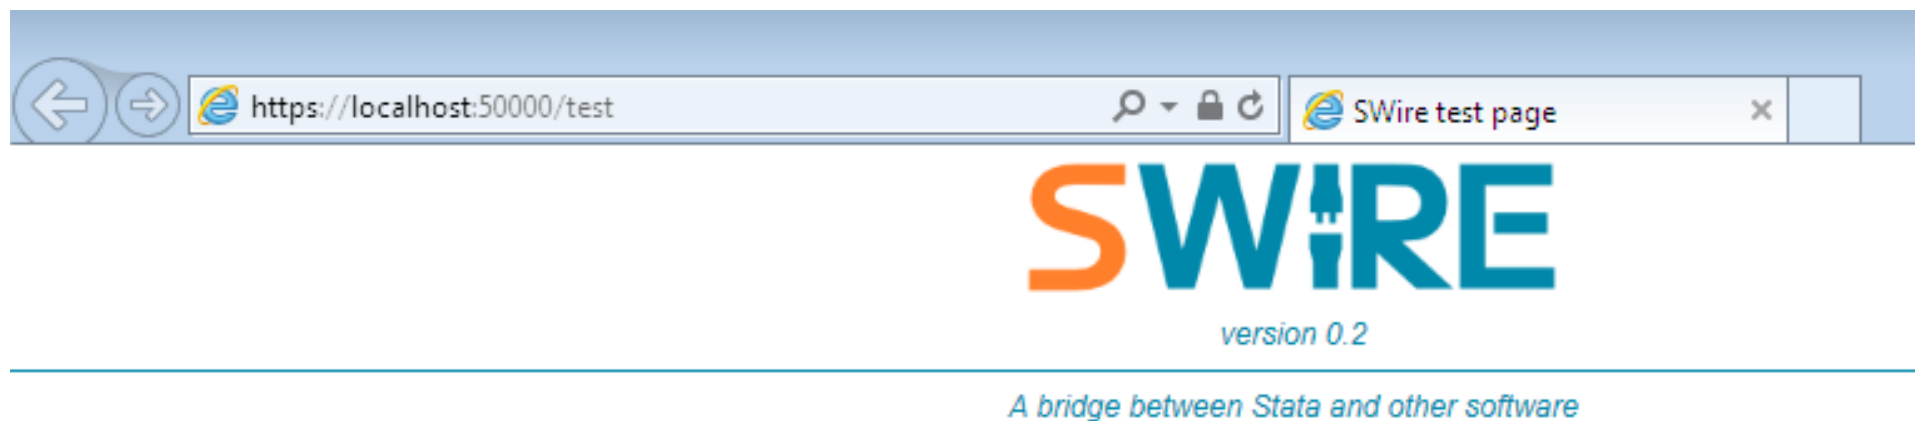 https://localhost:50000/test
SWire test page
SWiRE
version 0.2
A bridge between Stata and other software